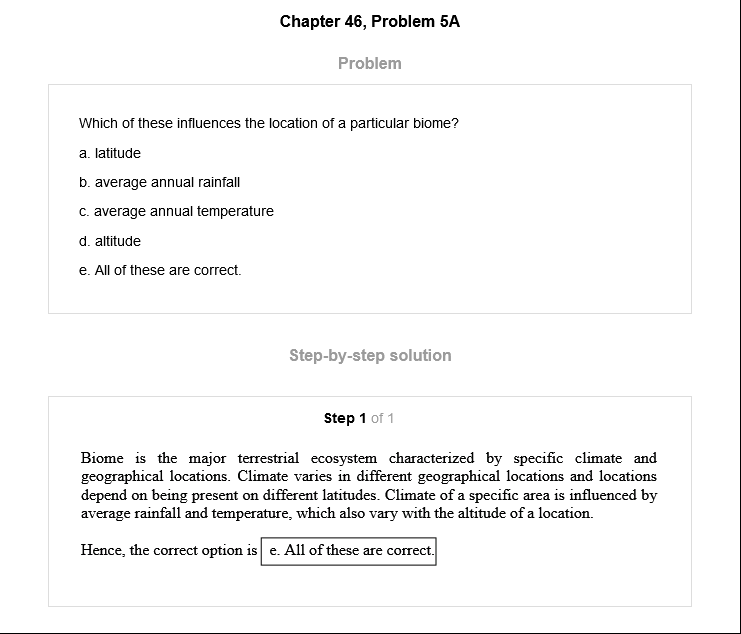 Chapter 46, Problem 5A
Problem
Which of these influences the location of a particular biome?
a. latitude
b. average annual rainfall
c. average annual temperature
d. altitude
e. All of these are correct.
Step-by-step solution
Step 1 of 1
Biome is the major terrestrial ecosystem characterized by specific climate and
geographical locations. Climate varies in different geographical locations and locations
depend on being present on different latitudes. Climate of a specific area is influenced by
average rainfall and temperature, which also vary with the altitude of a location.
Hence, the correct option is e. All of these are correct.